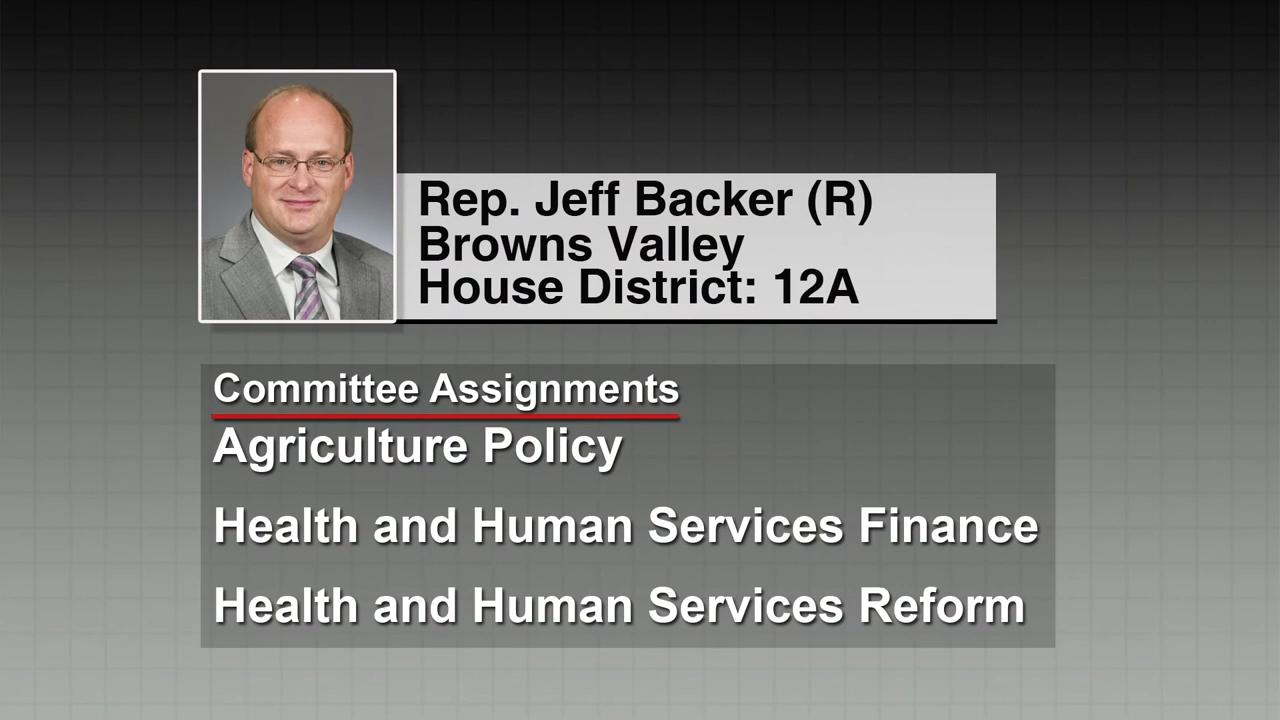 Rep. Jeff Backer (R)
Browns Valley
House District: 12A
Committee Assignments
Agriculture Policy
Health and Human Services Finance
Health and Human Services Reform